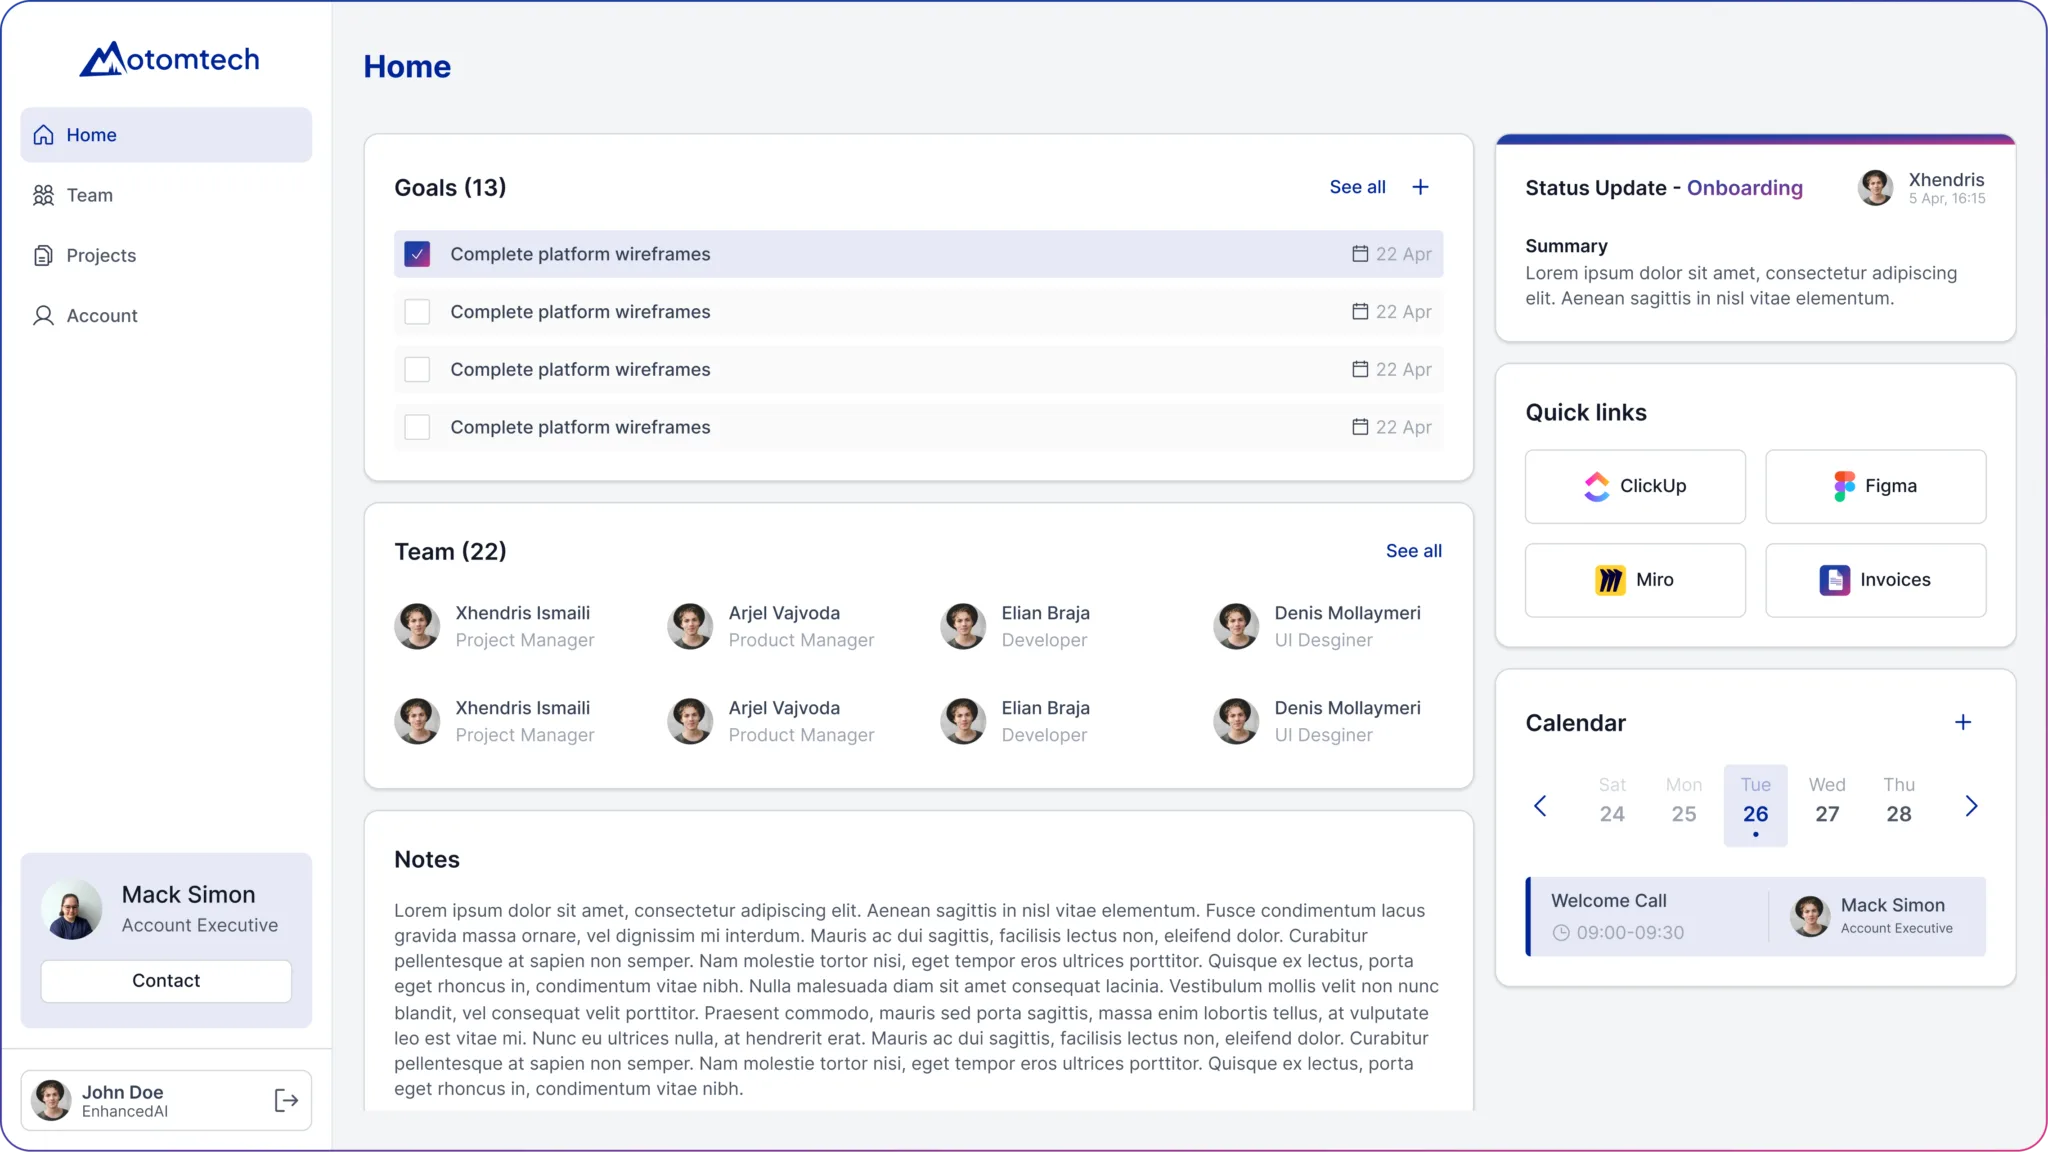 Motomtech
Home
Team
Projects
Account
Mack Simon
Account Executive
Contact
John Doe
EnhancedAI
Home
Goals (13)
See all
Complete platform wireframes
22 Apr
Complete platform wireframes
22 Apr
Complete platform wireframes
22 Apr
Complete platform wireframes
22 Apr
Team (22)
See all
Xhendris Ismaili
Project Manager
Arjel Vajvoda
Product Manager
Elian Braja
Developer
Denis Mollaymeri
UI Desginer
Xhendris Ismaili
Project Manager
Arjel Vajvoda
Product Manager
Elian Braja
Developer
Denis Mollaymeri
UI Desginer
Notes
Lorem ipsum dolor sit amet, consectetur adipiscing elit. Aenean sagittis in nisl vitae elementum. Fusce condimentum lacus
gravida massa ornare, vel dignissim mi interdum. Mauris ac dui sagittis, facilisis lectus non, eleifend dolor. Curabitur
pellentesque at sapien non semper. Nam molestie tortor nisi, eget tempor eros ultrices porttitor. Quisque ex lectus, porta
eget rhoncus in, condimentum vitae nibh. Nulla malesuada diam sit amet consequat lacinia. Vestibulum mollis velit non nunc
blandit, vel consequat velit porttitor. Praesent commodo, mauris sed porta sagittis, massa enim lobortis tellus, at vulputate
leo est vitae mi. Nunc eu ultrices nulla, at hendrerit erat. Mauris ac dui sagittis, facilisis lectus non, eleifend dolor. Curabitur
pellentesque at sapien non semper. Nam molestie tortor nisi, eget tempor eros ultrices porttitor. Quisque ex lectus, porta
eget rhoncus in, condimentum vitae nibh.
Status Update - Onboarding
Xhendris
5 Apr, 16:15
Summary
Lorem ipsum dolor sit amet, consectetur adipiscing
elit. Aenean sagittis in nisl vitae elementum.
Quick links
ClickUp
Figma
Miro
Invoices
Calendar
Sat Mon Tue Wed Thu
24 25 26 27 28
Welcome Call
09:00-09:30
Mack Simon
Account Executive